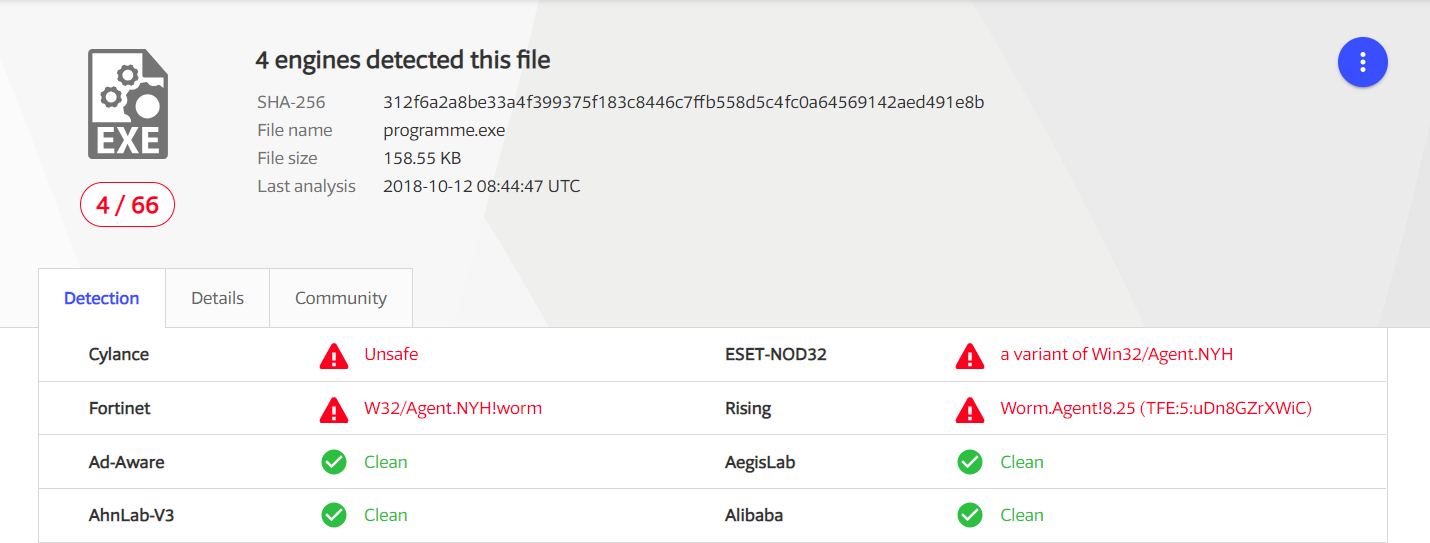 4 engines detected this file
SHA-256 312f6a2a8be33a4f399375f183c8446c7ffb558d5c4fc0a64569142aed491e8b
File name programme.exe
File size 158.55 KB
Last analysis 2018-10-12 08:44:47 UTC
EXE
4 / 66
Detection Details Community
Cylance Unsafe ESET-NOD32 a variant of Win32/Agent.NYH
Fortinet W32/Agent.NYH!worm Rising Worm.Agent!8.25 (TFE:5:uDn8GZrXWiC)
Ad-Aware Clean AegisLab Clean
AhnLab-V3 Clean Alibaba Clean